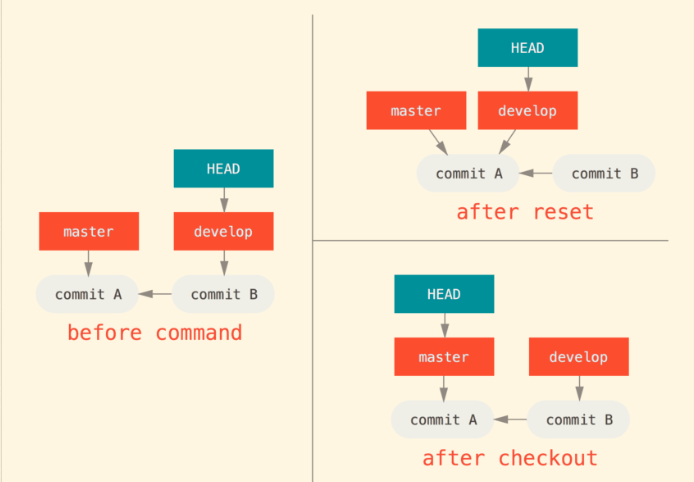 HEAD
master develop
commit A commit B
before command
HEAD
master develop
commit A commit B
after reset
HEAD
master develop
commit A commit B
after checkout